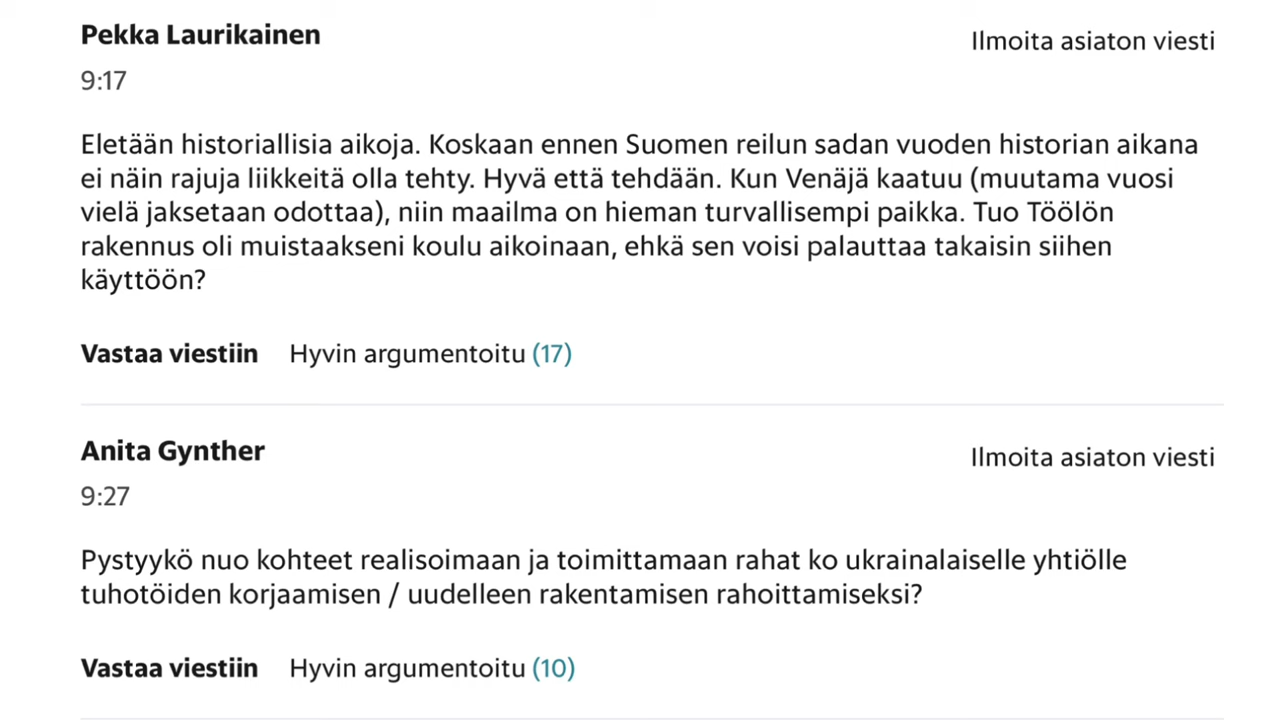 Pekka Laurikainen
Ilmoita asiaton viesti
9:17
Eletään historiallisia aikoja. Koskaan ennen Suomen reilun sadan vuoden historian aikana
ei näin rajuja liikkeitä olla tehty. Hyvä että tehdään. Kun Venäjä kaatuu (muutama vuosi
vielä jaksetaan odottaa), niin maailma on hieman turvallisempi paikka. Tuo Töölön
rakennus oli muistaakseni koulu aikoinaan, ehkä sen voisi palauttaa takaisin siihen
käyttöön?
Vastaa viestiin Hyvin argumentoitu (17)
Anita Gynther
Ilmoita asiaton viesti
9:27
Pystyykö nuo kohteet realisoimaan ja toimittamaan rahat ko ukrainalaiselle yhtiölle
tuhotöiden korjaamisen / uudelleen rakentamisen rahoittamiseksi?
Vastaa viestiin Hyvin argumentoitu (10)